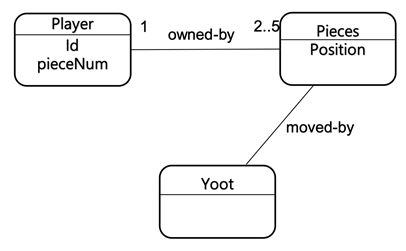 Player
Id
pieceNum
1
owned-by
2..5
Pieces
Position
moved-by
Yoot